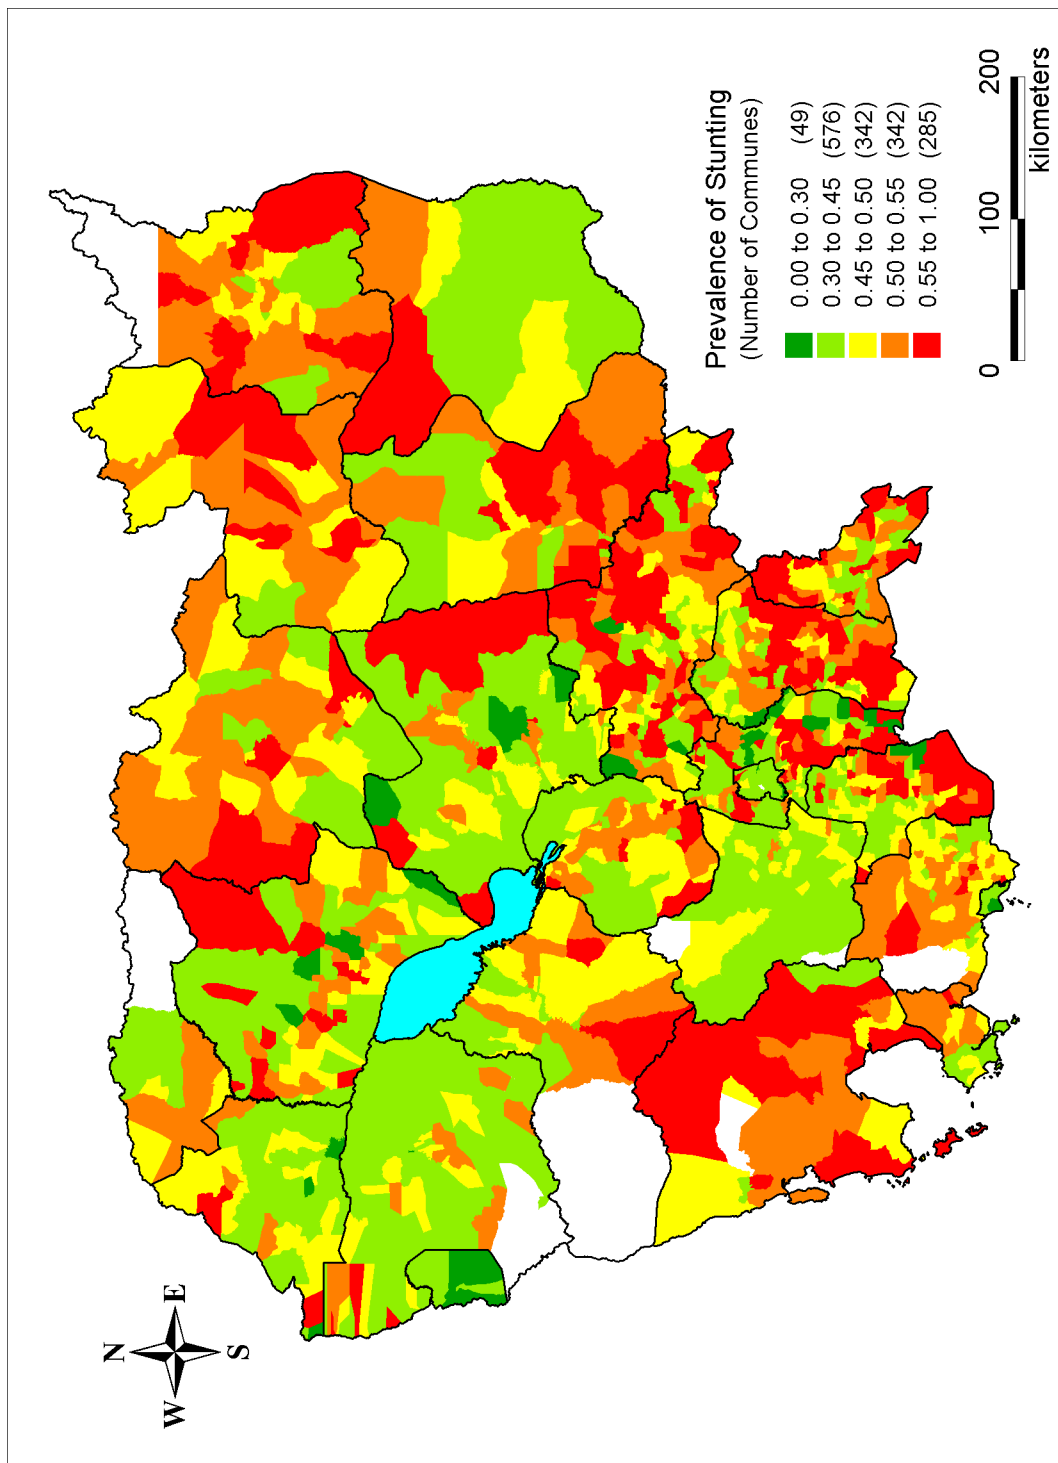 N
W E
S
Prevalence of Stunting
(Number of Communes)
0.00 to 0.30 (49)
0.30 to 0.45 (576)
0.45 to 0.50 (342)
0.50 to 0.55 (342)
0.55 to 1.00 (285)
0 100 200
kilometers